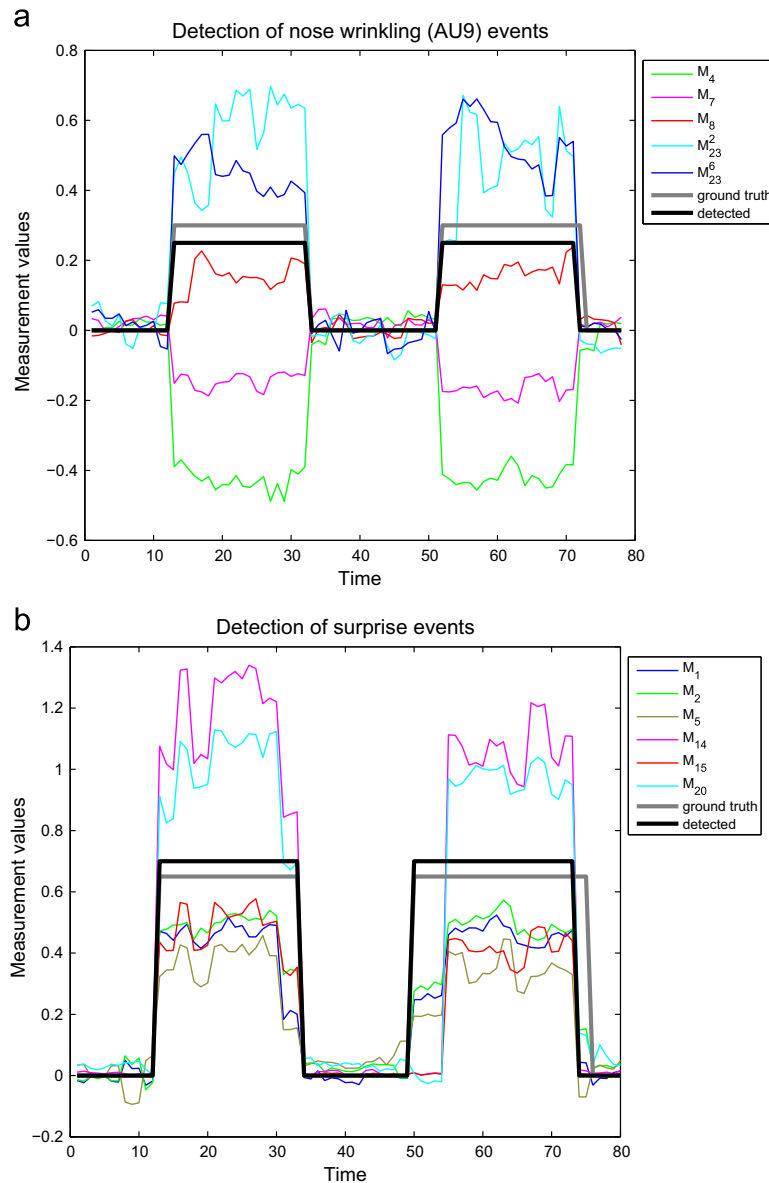 a
Detection of nose wrinkling (AU9) events
0.8
0.6
0.4
0.2
0
−0.2
−0.4
−0.6
Measurement values
0 10 20 30 40 50 60 70 80
Time
M4
M7
M8
M²23
M⁶23
ground truth
detected
b
Detection of surprise events
1.4
1.2
1.0
0.8
0.6
0.4
0.2
0
−0.2
Measurement values
0 10 20 30 40 50 60 70 80
Time
M1
M2
M5
M14
M15
M20
ground truth
detected